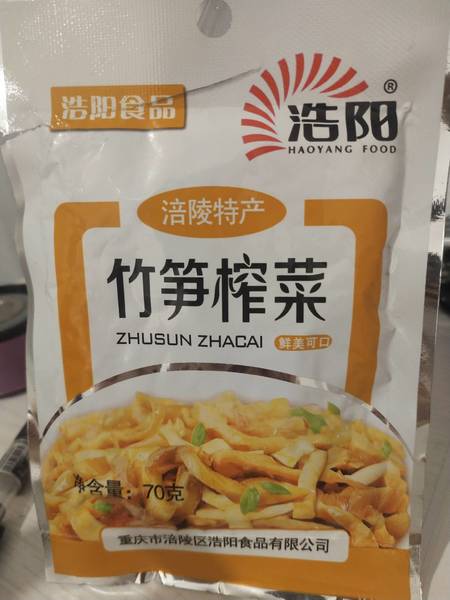 浩阳食品
浩阳®
HAOYANG FOOD
涪陵特产
竹笋榨菜
ZHUSUN ZHACAI
鲜美可口
净含量：70克
重庆市涪陵区浩阳食品有限公司